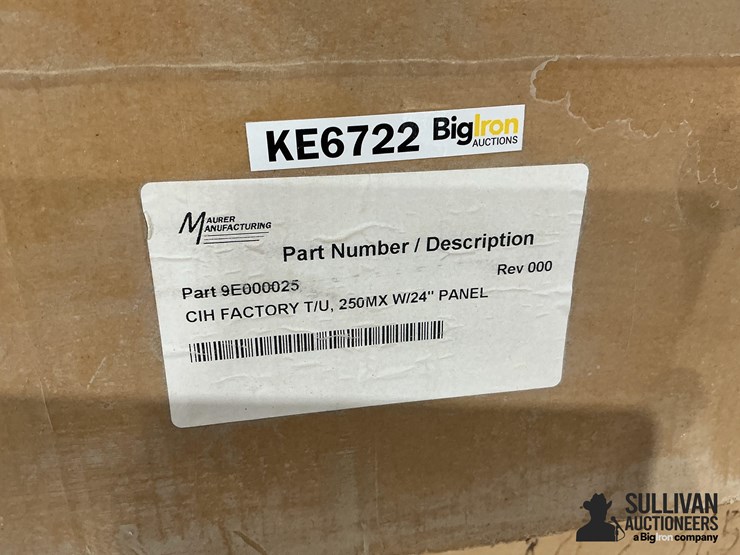 KE6722 BigIron
AUCTIONS
MAURER
MANUFACTURING
Part Number / Description
Part 9E000025 Rev 000
CIH FACTORY T/U, 250MX W/24" PANEL
SULLIVAN
AUCTIONEERS
a BigIron company